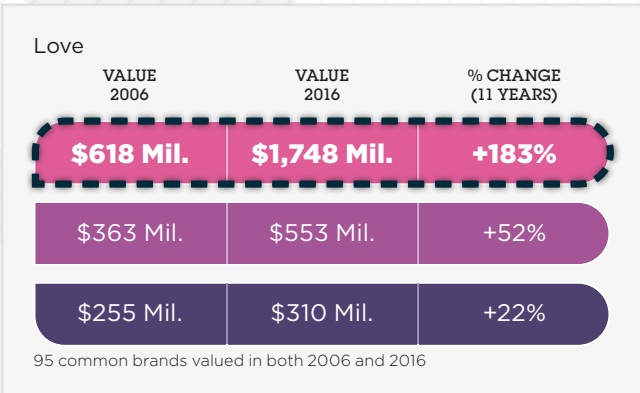 Love
VALUE VALUE % CHANGE
2006 2016 (11 YEARS)
$618 Mil. $1,748 Mil. +183%
$363 Mil. $553 Mil. +52%
$255 Mil. $310 Mil. +22%
95 common brands valued in both 2006 and 2016